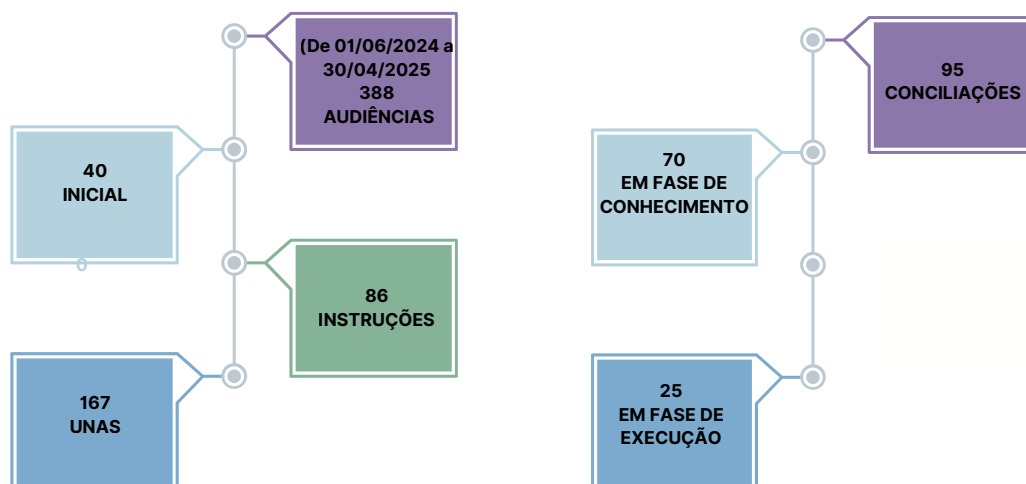 (De 01/06/2024 a
30/04/2025
388
AUDIÊNCIAS
40
INICIAL
0
86
INSTRUÇÕES
167
UNAS
95
CONCILIAÇÕES
70
EM FASE DE
CONHECIMENTO
25
EM FASE DE
EXECUÇÃO